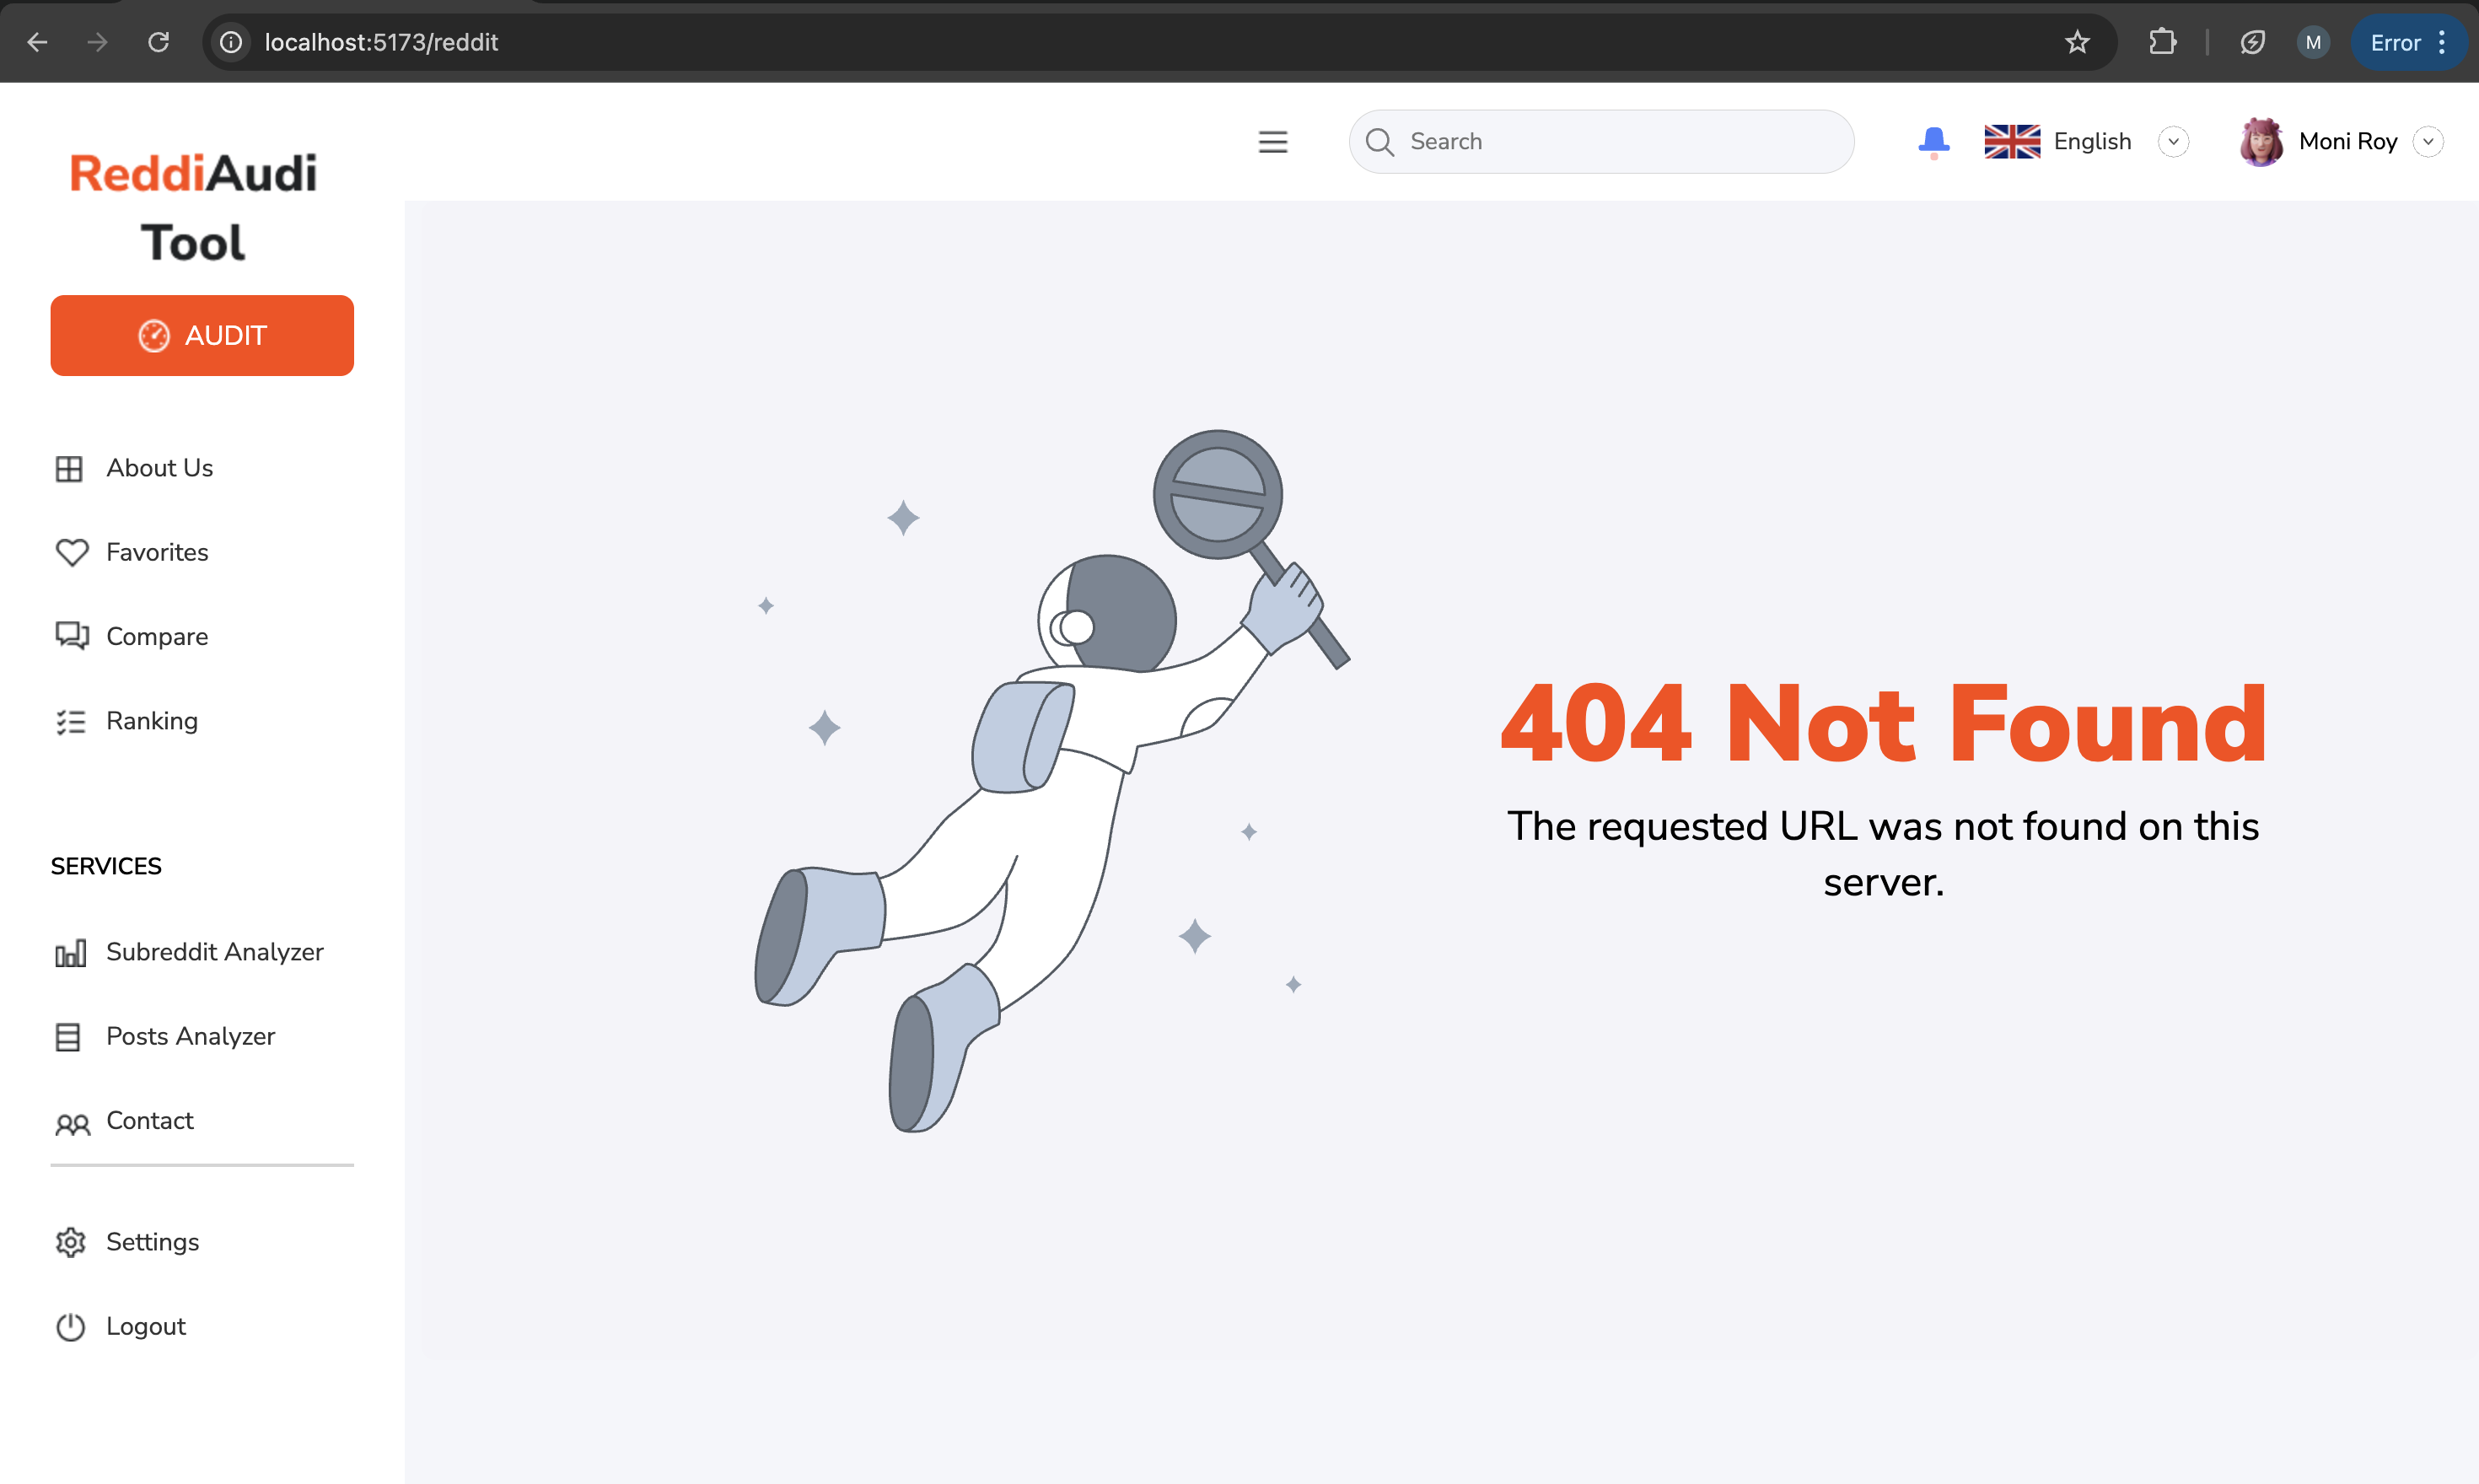 localhost:5173/reddit
M
Error
ReddiAudi
Tool
Search
English
Moni Roy
AUDIT
About Us
Favorites
Compare
Ranking
SERVICES
Subreddit Analyzer
Posts Analyzer
Contact
Settings
Logout
404 Not Found
The requested URL was not found on this
server.